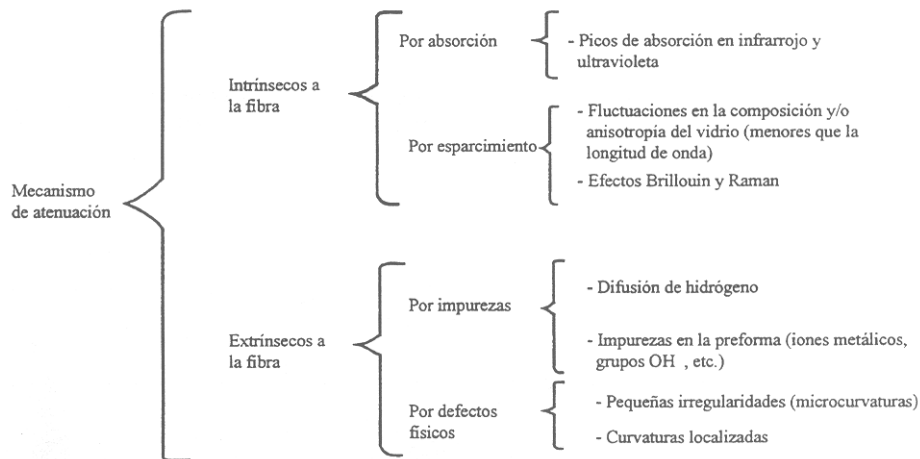 Mecanismo
de atenuación
Intrínsecos a
la fibra
Por absorción
- Picos de absorción en infrarrojo y
ultravioleta
Por esparcimiento
- Fluctuaciones en la composición y/o
anisotropía del vidrio (menores que la
longitud de onda)
- Efectos Brillouin y Raman
Extrínsecos a
la fibra
Por impurezas
- Difusión de hidrógeno
- Impurezas en la preforma (iones metálicos,
grupos OH , etc.)
Por defectos
físicos
- Pequeñas irregularidades (microcurvaturas)
- Curvaturas localizadas